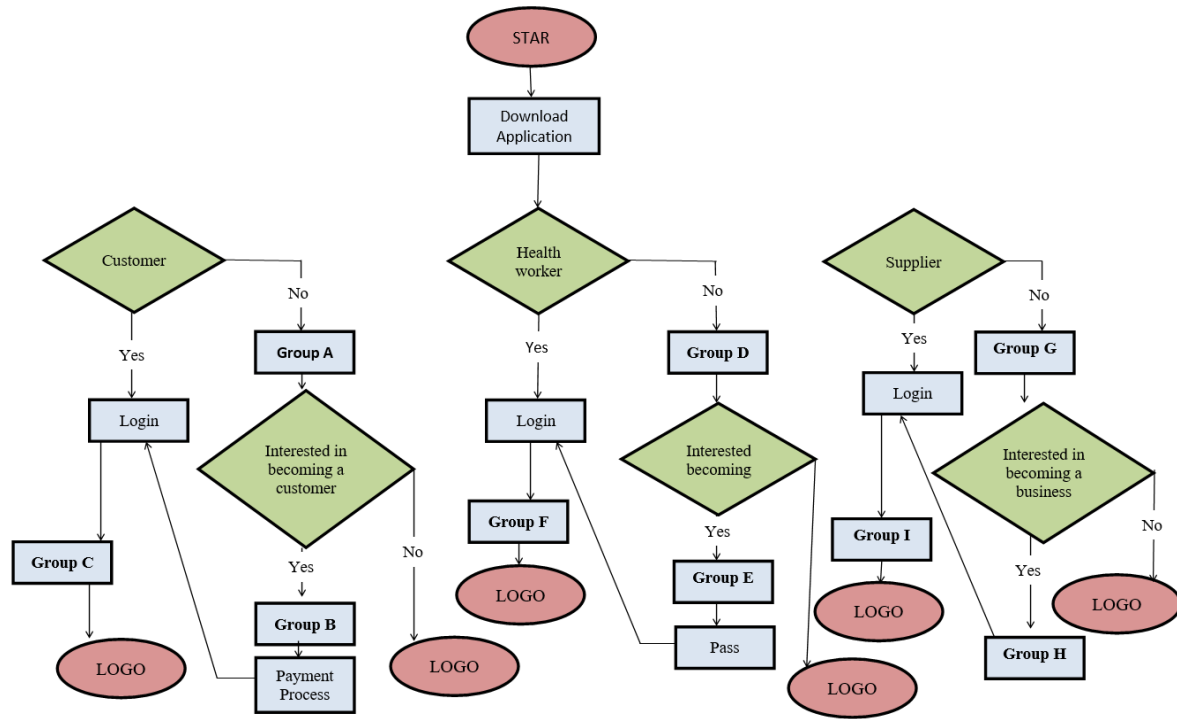 STAR
Download
Application
Customer
No
Yes
Group A
Login
Interested in
becoming a
customer
Group C
Yes
No
Group B
LOGO
Payment
Process
LOGO
Health
worker
No
Yes
Group D
Login
Interested
becoming
Group F
Yes
LOGO
Group E
Pass
LOGO
Supplier
No
Yes
Group G
Login
Interested in
becoming a
business
Group I
No
Yes
LOGO
LOGO
Group H